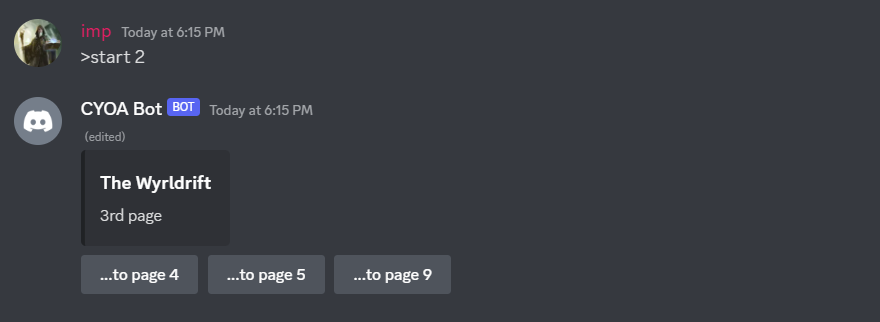 imp Today at 6:15 PM
>start 2
CYOA Bot BOT Today at 6:15 PM
(edited)
The Wyrldrift
3rd page
...to page 4 ...to page 5 ...to page 9